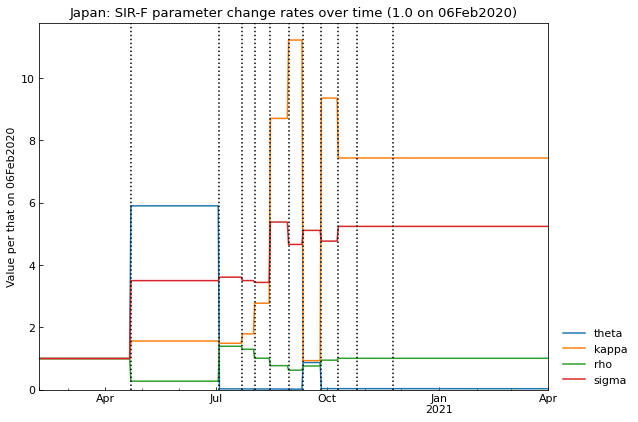 Japan: SIR-F parameter change rates over time (1.0 on 06Feb2020)
Value per that on 06Feb2020
10
8
6
4
2
0
Apr
Jul
Oct
Jan
2021
Apr
theta
kappa
rho
sigma